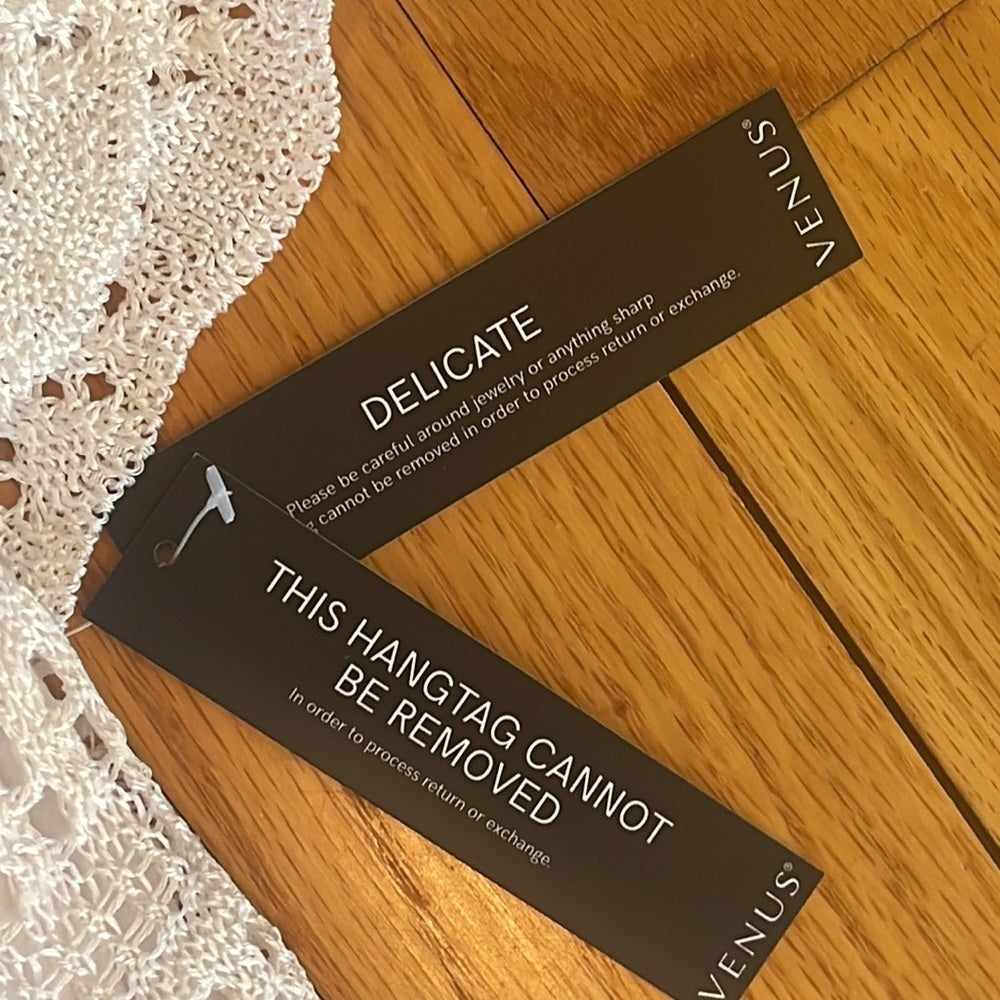 VENUS®
DELICATE
Please be careful around jewelry or anything sharp
cannot be removed in order to process return or exchange.
THIS HANGTAG CANNOT
BE REMOVED
In order to process return or exchange.
VENUS®